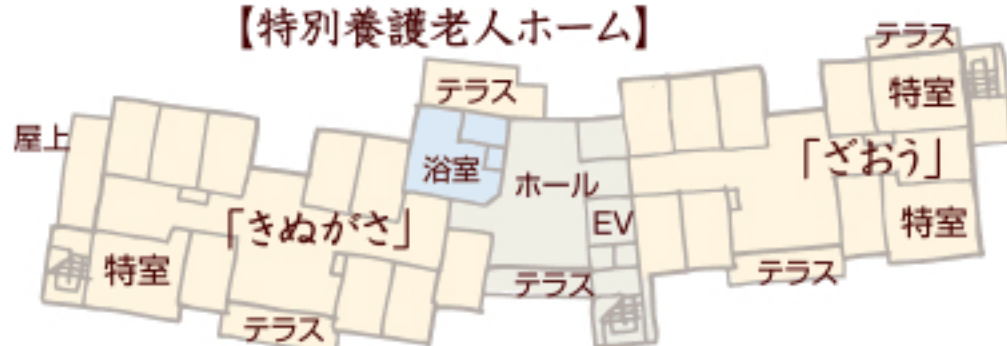 【特別養護老人ホーム】
テラス
テラス
特室
屋上
浴室
ホール
「ざおう」
「きぬがさ」
EV
特室
特室
テラス
テラス
テラス